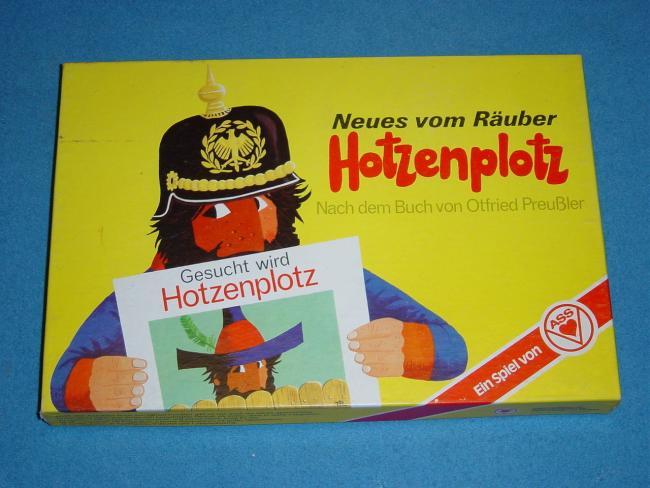 Neues vom Räuber
Hotzenplotz
Nach dem Buch von Otfried Preußler
Gesucht wird
Hotzenplotz
Ein Spiel von
ASS